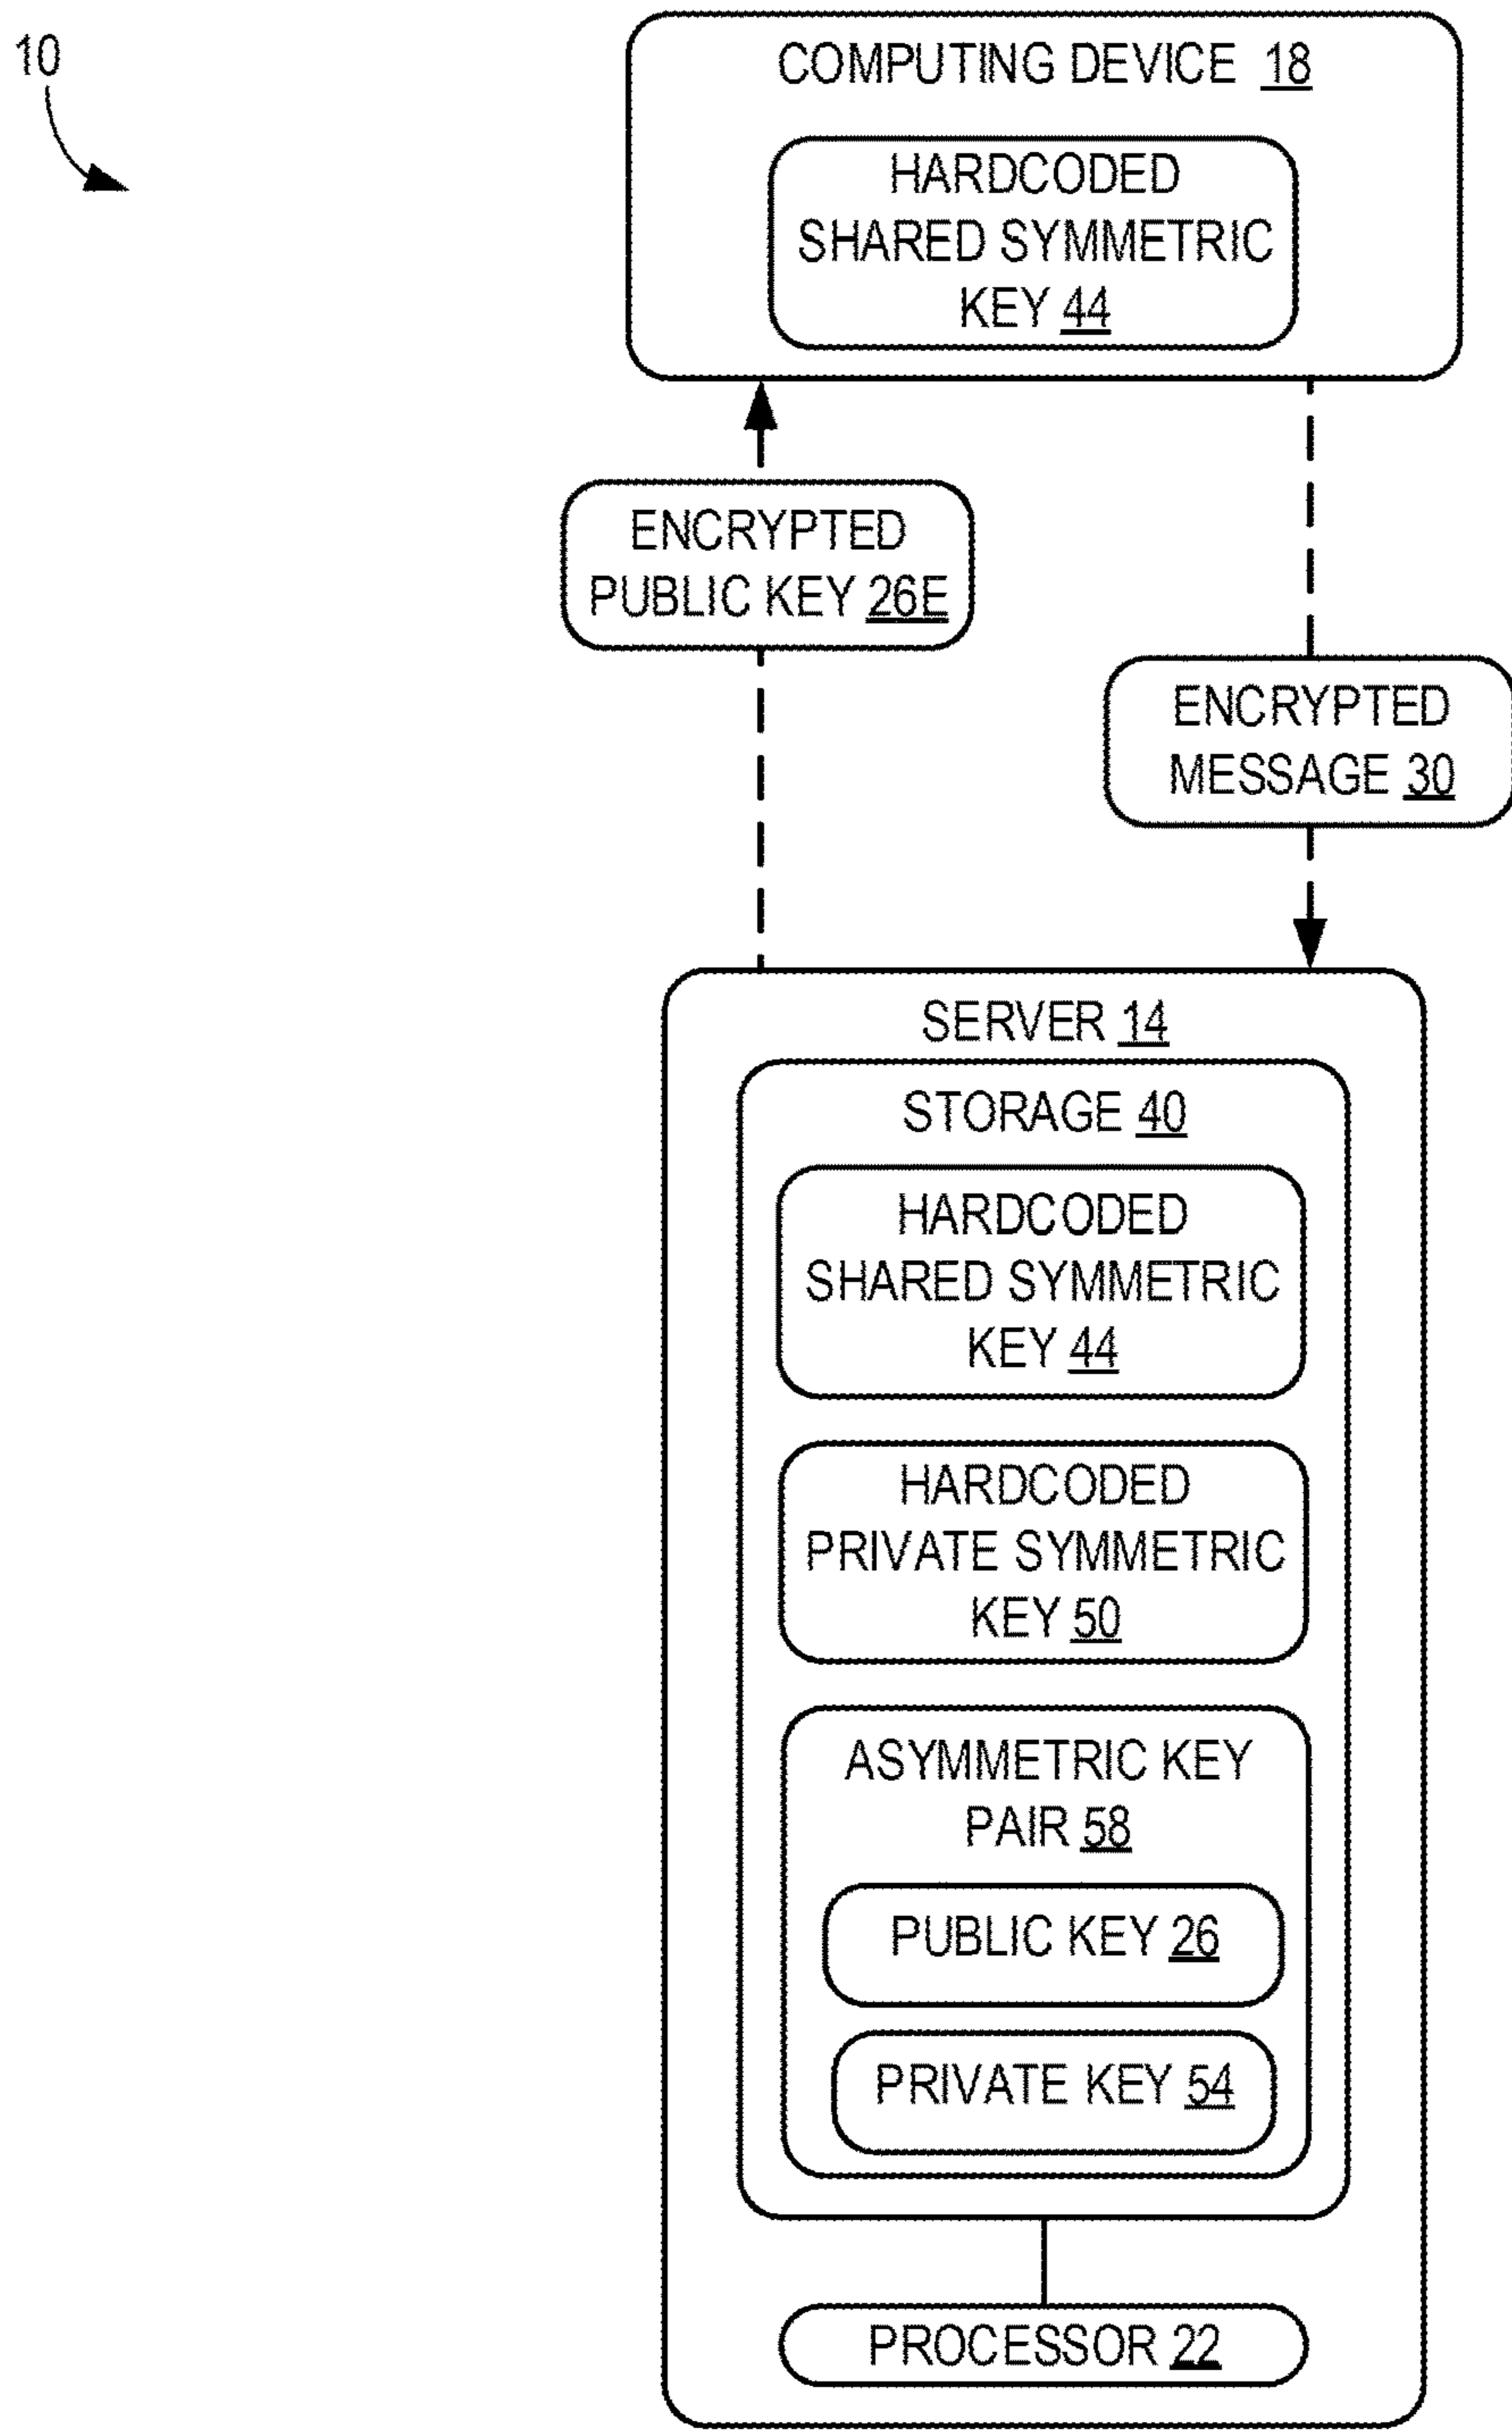 10
COMPUTING DEVICE 18
HARDCODED
SHARED SYMMETRIC
KEY 44
ENCRYPTED
PUBLIC KEY 26E
ENCRYPTED
MESSAGE 30
SERVER 14
STORAGE 40
HARDCODED
SHARED SYMMETRIC
KEY 44
HARDCODED
PRIVATE SYMMETRIC
KEY 50
ASYMMETRIC KEY
PAIR 58
PUBLIC KEY 26
PRIVATE KEY 54
PROCESSOR 22